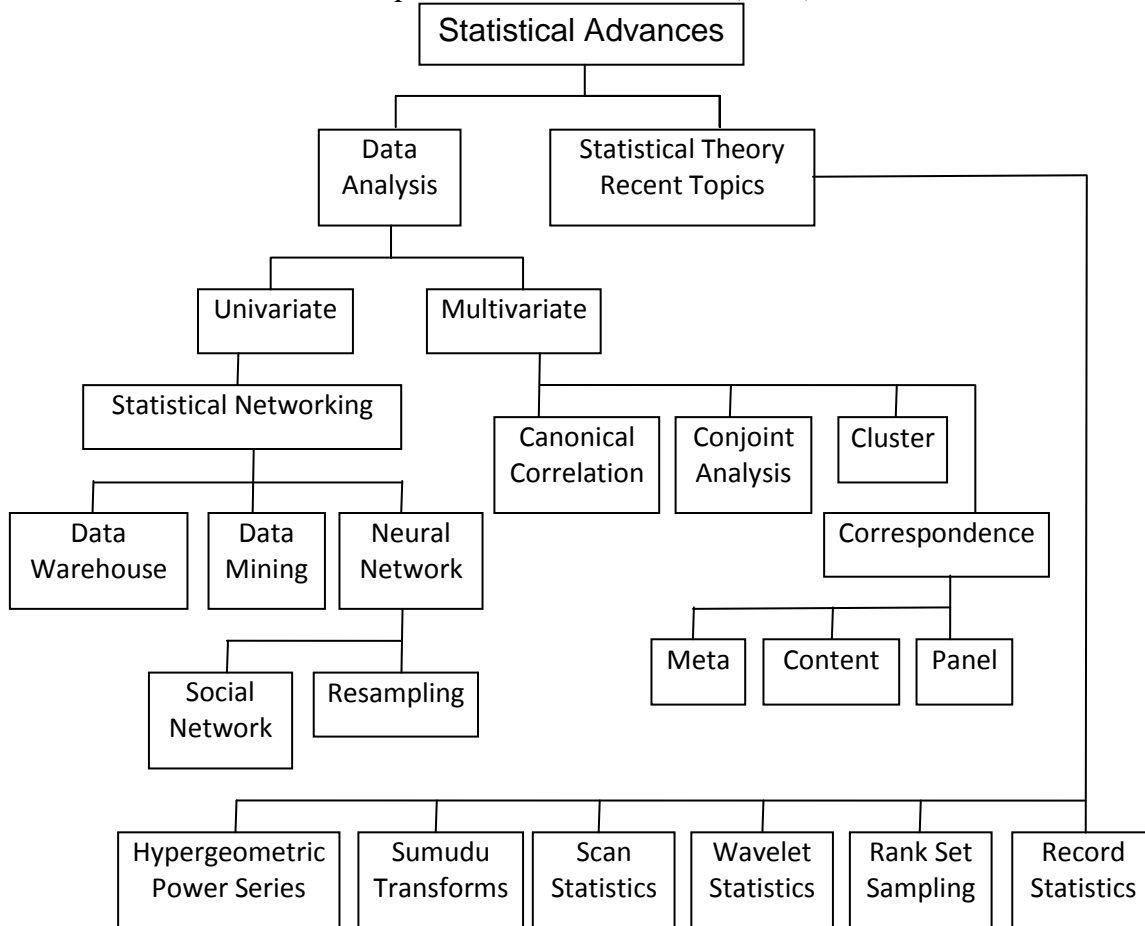 Statistical Advances
Data
Analysis
Statistical Theory
Recent Topics
Univariate
Multivariate
Statistical Networking
Canonical
Correlation
Conjoint
Analysis
Cluster
Data
Warehouse
Data
Mining
Neural
Network
Correspondence
Meta
Content
Panel
Social
Network
Resampling
Hypergeometric
Power Series
Sumudu
Transforms
Scan
Statistics
Wavelet
Statistics
Rank Set
Sampling
Record
Statistics